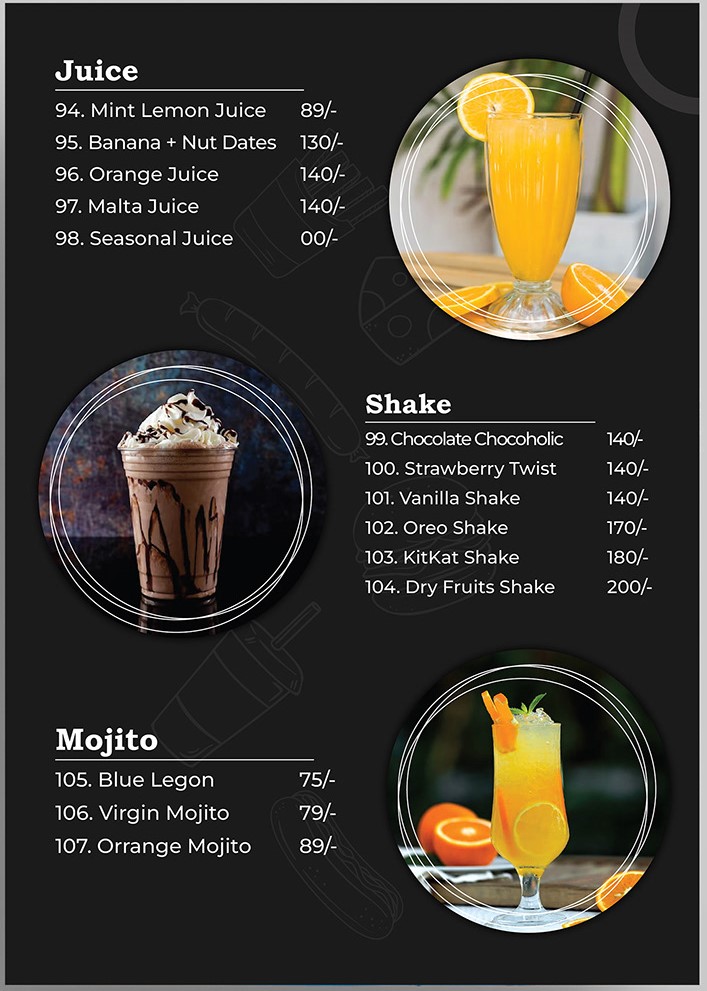 Juice
94. Mint Lemon Juice 89/-
95. Banana + Nut Dates 130/-
96. Orange Juice 140/-
97. Malta Juice 140/-
98. Seasonal Juice 00/-
Shake
99. Chocolate Chocoholic 140/-
100. Strawberry Twist 140/-
101. Vanilla Shake 140/-
102. Oreo Shake 170/-
103. KitKat Shake 180/-
104. Dry Fruits Shake 200/-
Mojito
105. Blue Legon 75/-
106. Virgin Mojito 79/-
107. Orrange Mojito 89/-